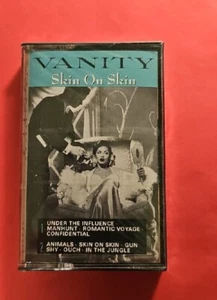 VANITY
Skin On Skin
UNDER THE INFLUENCE
MANHUNT · ROMANTIC VOYAGE
CONFIDENTIAL
ANIMALS · SKIN ON SKIN · GUN
SHY · OUCH · IN THE JUNGLE